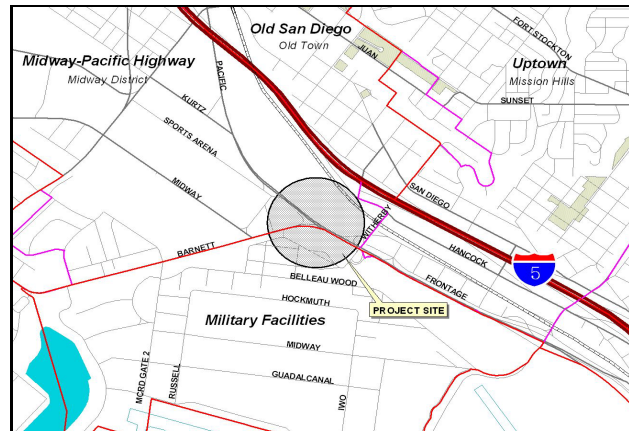 Old San Diego
Old Town
FORT STOCKTON
Midway-Pacific Highway
Midway District
JUAN
Uptown
Mission Hills
PACIFIC
KURTZ
SUNSET
SPORTS ARENA
MIDWAY
SAN DIEGO
WITHERBY
BARNETT
HANCOCK
5
BELLEAU WOOD
FRONTAGE
HOCKMUTH
PROJECT SITE
Military Facilities
MIDWAY
MCRD GATE 2
RUSSELL
GUADALCANAL
IWO